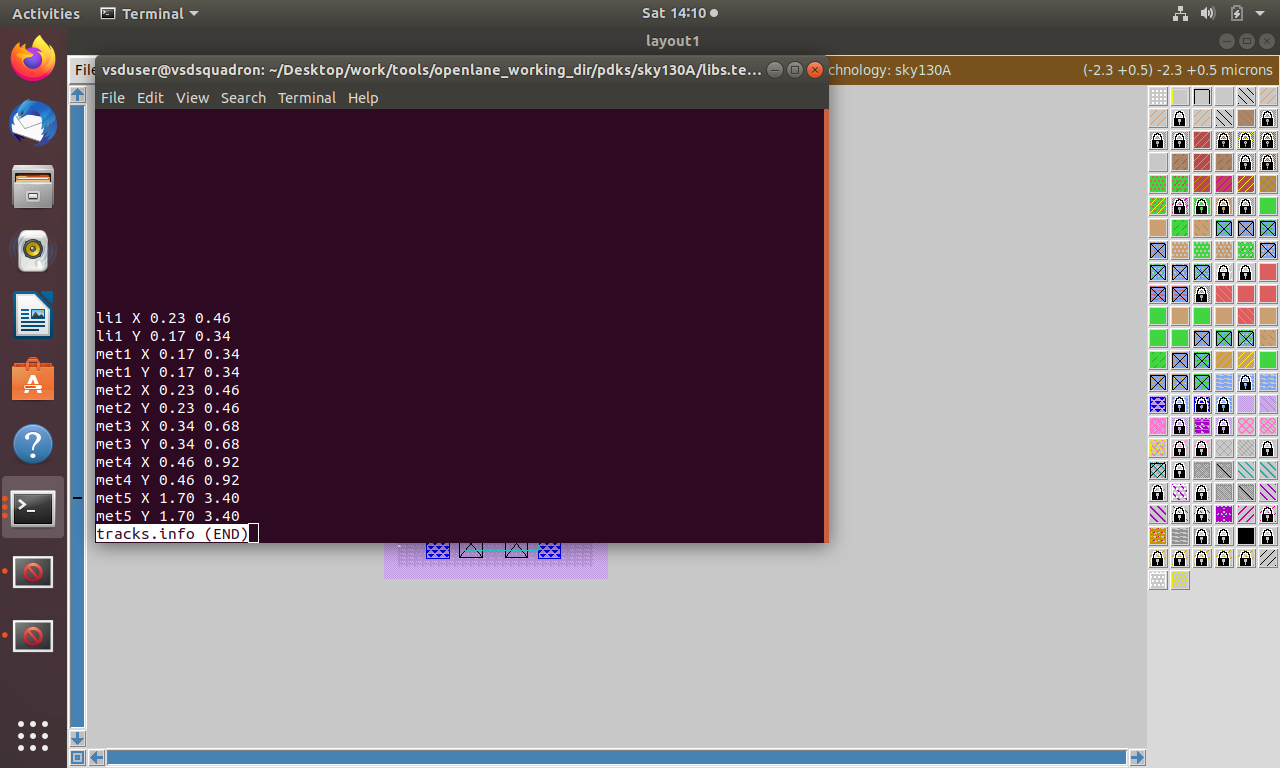 Activities Terminal Sat 14:10
layout1
File
vsduser@vsdsquadron: ~/Desktop/work/tools/openlane_working_dir/pdks/sky130A/libs.te…
chnology: sky130A (-2.3 +0.5) -2.3 +0.5 microns
File Edit View Search Terminal Help
li1 X 0.23 0.46
li1 Y 0.17 0.34
met1 X 0.17 0.34
met1 Y 0.17 0.34
met2 X 0.23 0.46
met2 Y 0.23 0.46
met3 X 0.34 0.68
met3 Y 0.34 0.68
met4 X 0.46 0.92
met4 Y 0.46 0.92
met5 X 1.70 3.40
met5 Y 1.70 3.40
tracks.info (END)